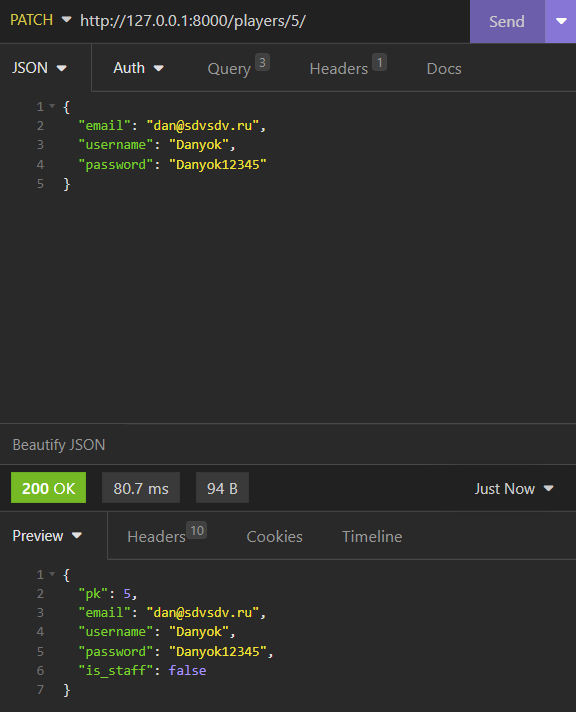 PATCH http://127.0.0.1:8000/players/5/ Send
JSON Auth Query 3 Headers 1 Docs
1 {
2 "email": "dan@sdvsdv.ru",
3 "username": "Danyok",
4 "password": "Danyok12345"
5 }
Beautify JSON
200 OK 80.7 ms 94 B Just Now
Preview Headers 10 Cookies Timeline
1 {
2 "pk": 5,
3 "email": "dan@sdvsdv.ru",
4 "username": "Danyok",
5 "password": "Danyok12345",
6 "is_staff": false
7 }